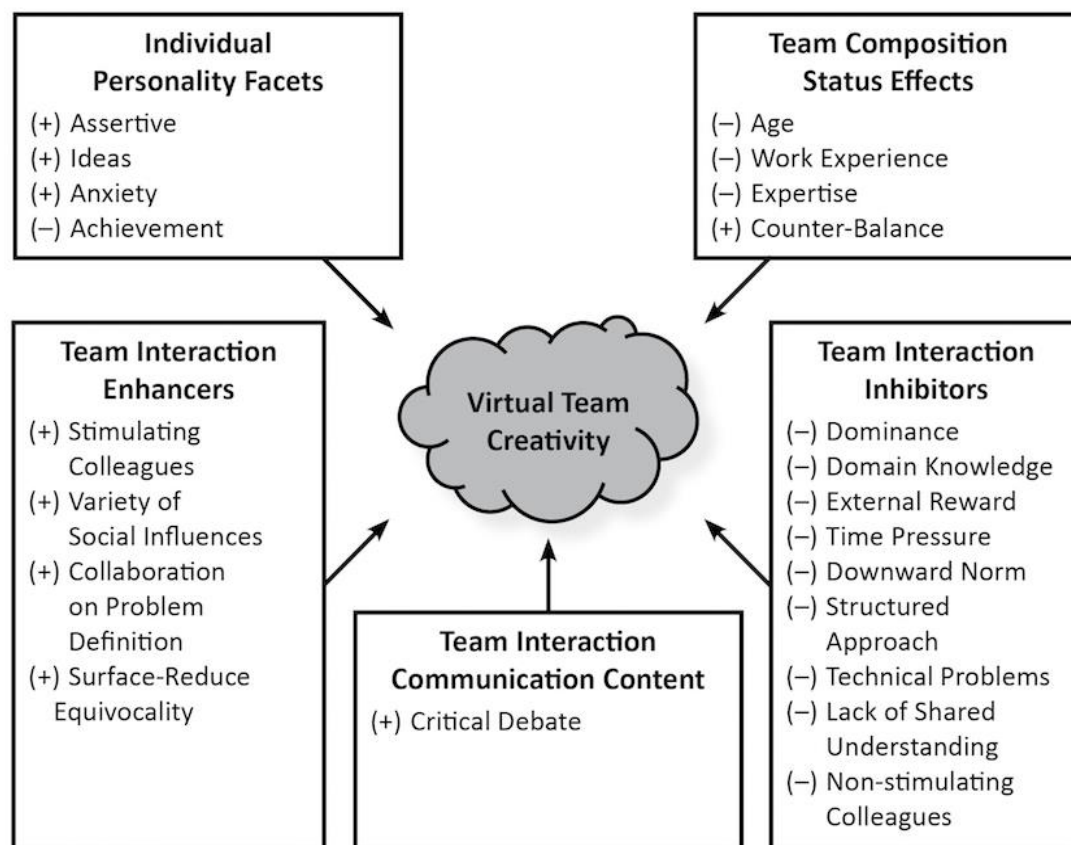 Individual
Personality Facets
(+) Assertive
(+) Ideas
(+) Anxiety
(–) Achievement
Team Composition
Status Effects
(–) Age
(–) Work Experience
(–) Expertise
(+) Counter-Balance
Team Interaction
Enhancers
(+) Stimulating
Colleagues
(+) Variety of
Social Influences
(+) Collaboration
on Problem
Definition
(+) Surface-Reduce
Equivocality
Virtual Team
Creativity
Team Interaction
Communication Content
(+) Critical Debate
Team Interaction
Inhibitors
(–) Dominance
(–) Domain Knowledge
(–) External Reward
(–) Time Pressure
(–) Downward Norm
(–) Structured
Approach
(–) Technical Problems
(–) Lack of Shared
Understanding
(–) Non-stimulating
Colleagues